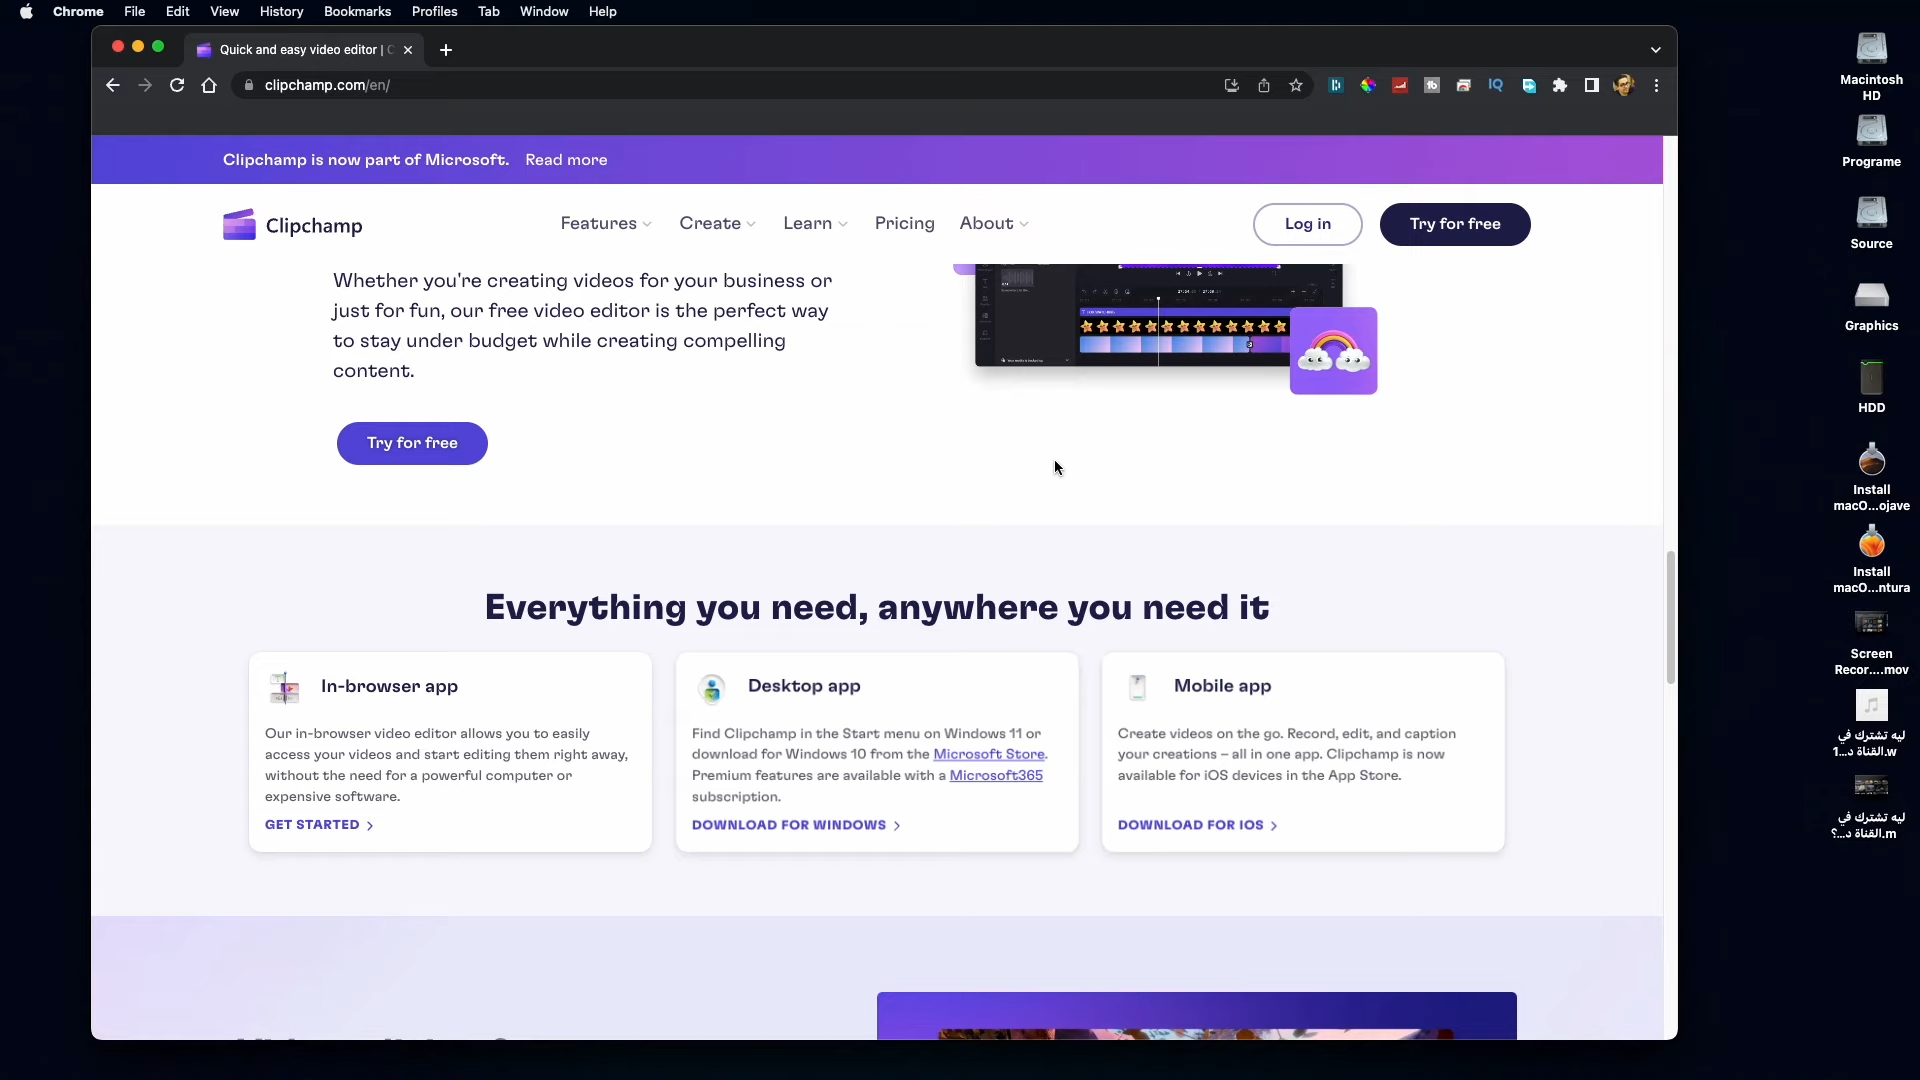 Chrome File Edit View History Bookmarks Profiles Tab Window Help
Quick and easy video editor | C
clipchamp.com/en/
Clipchamp is now part of Microsoft. Read more
Clipchamp
Features Create Learn Pricing About
Log in
Try for free
Whether you're creating videos for your business or
just for fun, our free video editor is the perfect way
to stay under budget while creating compelling
content.
Try for free
Everything you need, anywhere you need it
In-browser app
Our in-browser video editor allows you to easily
access your videos and start editing them right away,
without the need for a powerful computer or
expensive software.
GET STARTED
Desktop app
Find Clipchamp in the Start menu on Windows 11 or
download for Windows 10 from the Microsoft Store.
Premium features are available with a Microsoft365
subscription.
DOWNLOAD FOR WINDOWS
Mobile app
Create videos on the go. Record, edit, and caption
your creations – all in one app. Clipchamp is now
available for iOS devices in the App Store.
DOWNLOAD FOR IOS
Macintosh
HD
Programe
Source
Graphics
HDD
Install
macO...ojave
Install
macO...ntura
Screen
Recor....mov
ليه تشترك في
القناة د...1.w
ليه تشترك في
القناة د...؟.m